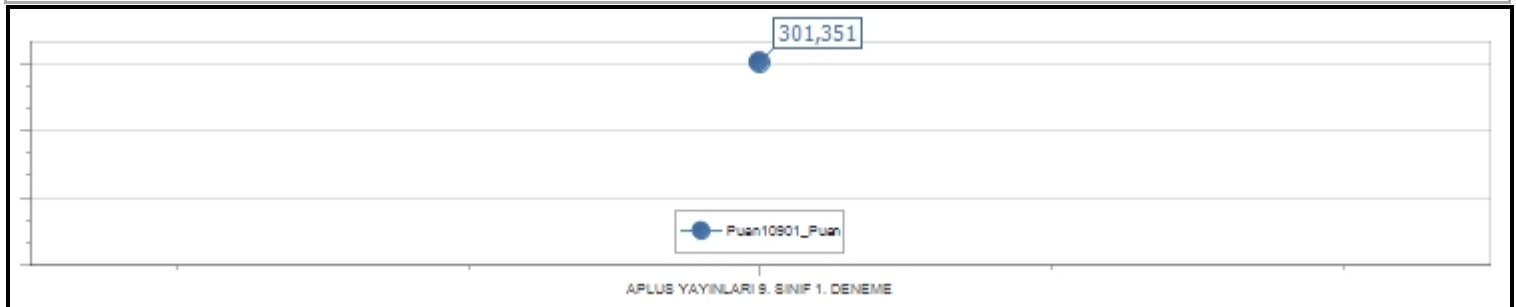 301,351
Puan10901_Puan
APLUS YAYINLARI 9. SINIF 1. DENEME